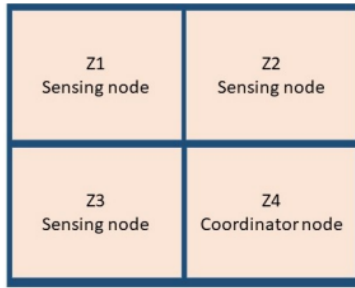 Z1
Sensing node
Z2
Sensing node
Z3
Sensing node
Z4
Coordinator node